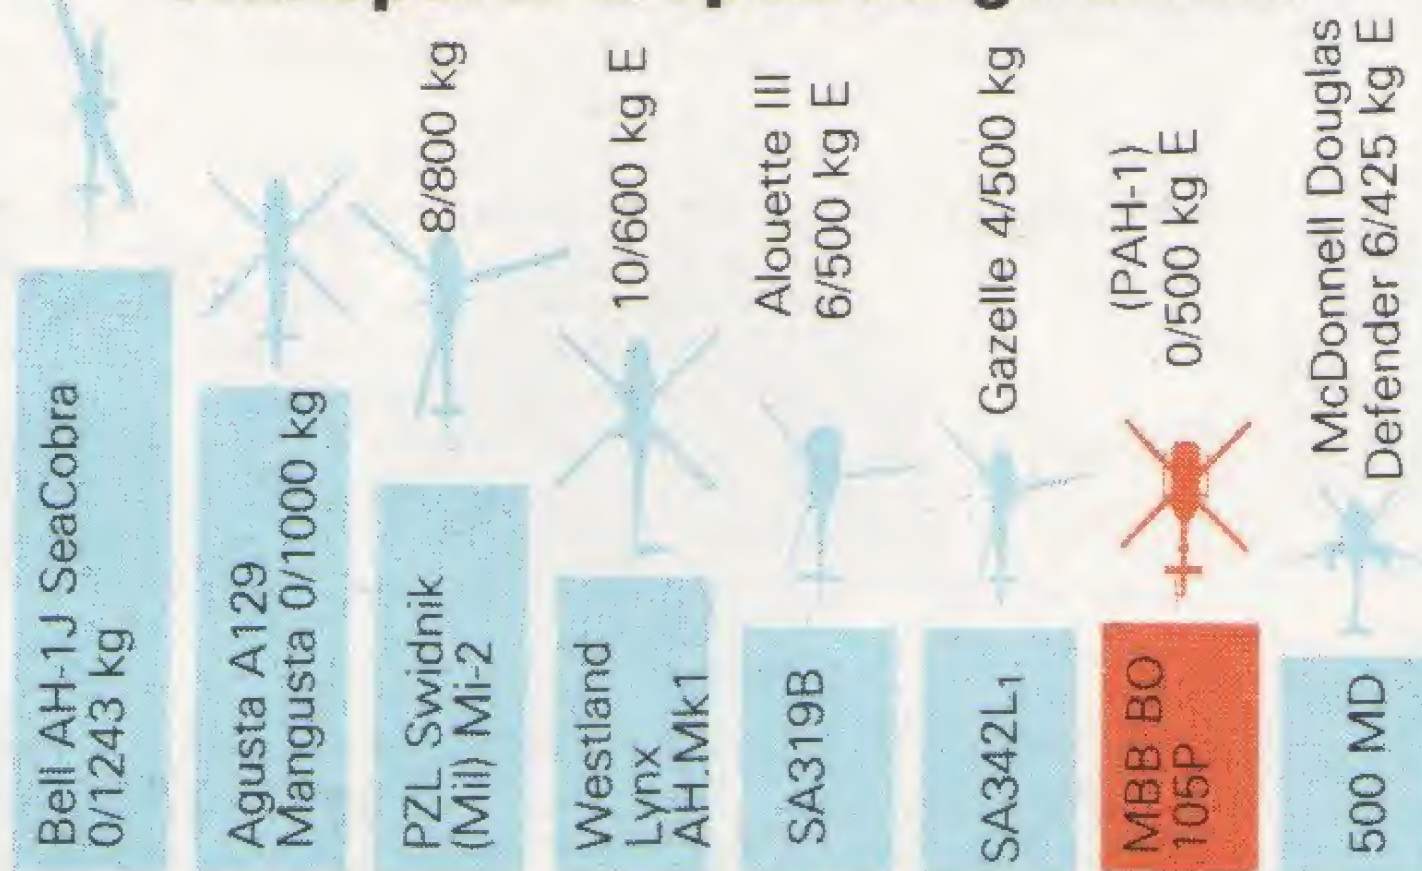 Bell AH-1J SeaCobra
0/1243 kg
Agusta A129
Mangusta 0/1000 kg
PZL Swidnik
(Mil) Mi-2
8/800 kg
Westland
Lynx
AH.Mk1
10/600 kg E
SA319B
Alouette III
6/500 kg E
SA342L1
Gazelle 4/500 kg
MBB BO
105P
(PAH-1)
0/500 kg E
500 MD
McDonnell Douglas
Defender 6/425 kg E